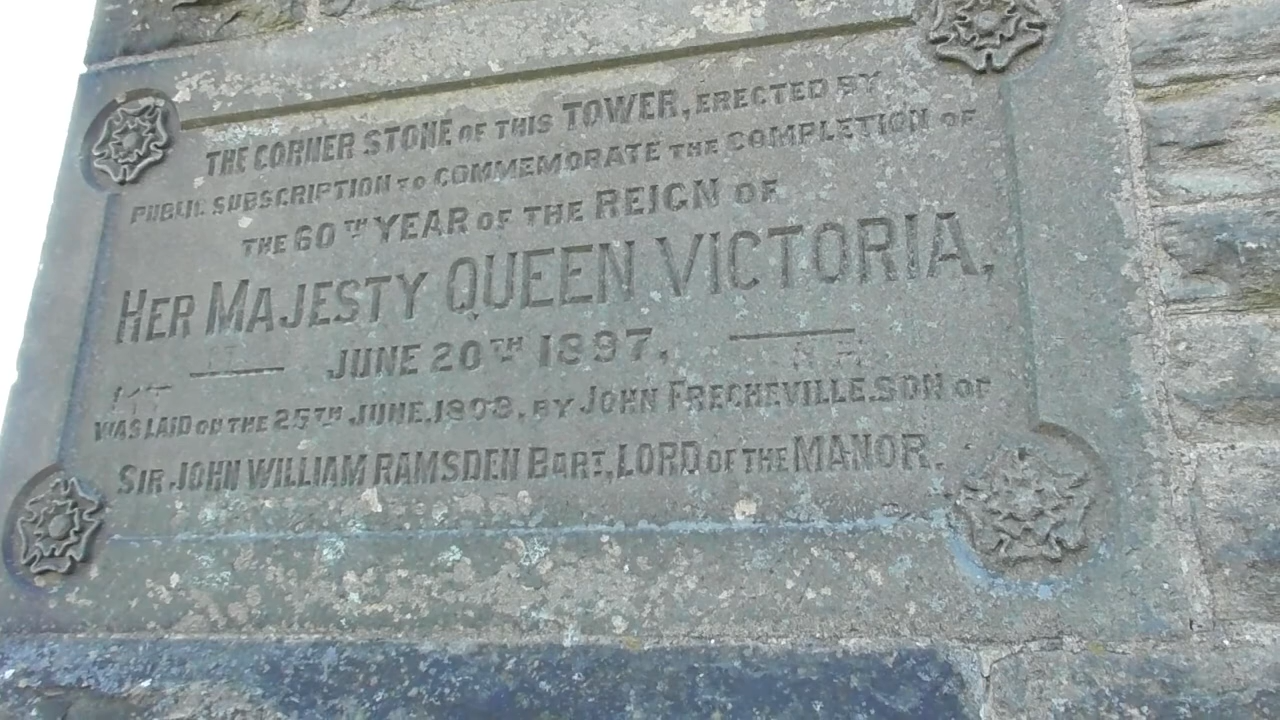 THE CORNER STONE OF THIS TOWER, ERECTED BY
PUBLIC SUBSCRIPTION TO COMMEMORATE THE COMPLETION OF
THE 60TH YEAR OF THE REIGN OF
HER MAJESTY QUEEN VICTORIA,
JUNE 20TH 1897.
WAS LAID ON THE 25TH JUNE.1898. BY JOHN FRECHEVILLE.SON OF
SIR JOHN WILLIAM RAMSDEN BART, LORD OF THE MANOR.